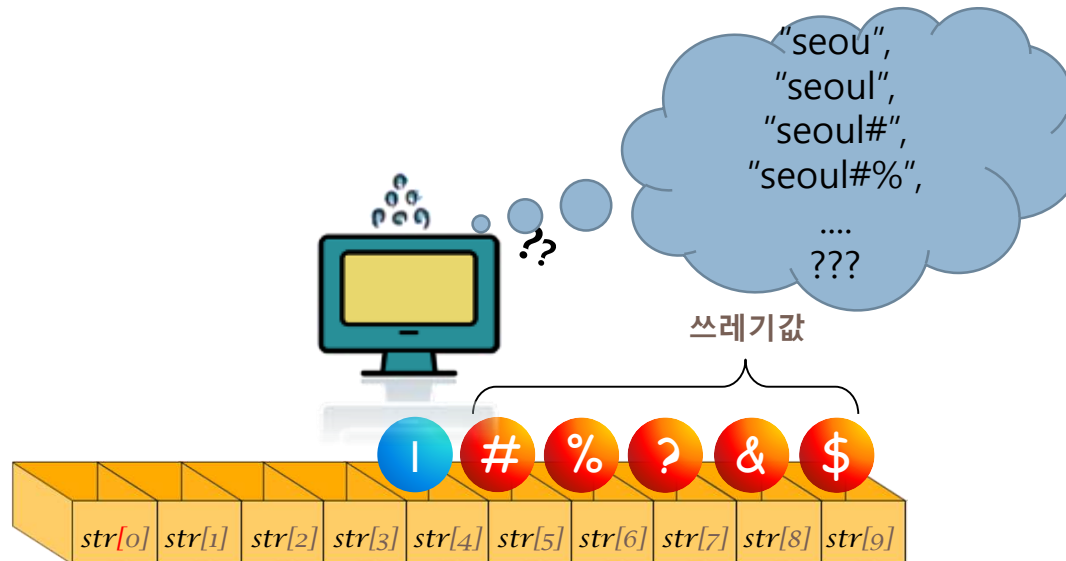 "seou",
"seoul",
"seoul#",
"seoul#%",
....
???
??
쓰레기값
l # % ? & $
str[0] str[1] str[2] str[3] str[4] str[5] str[6] str[7] str[8] str[9]